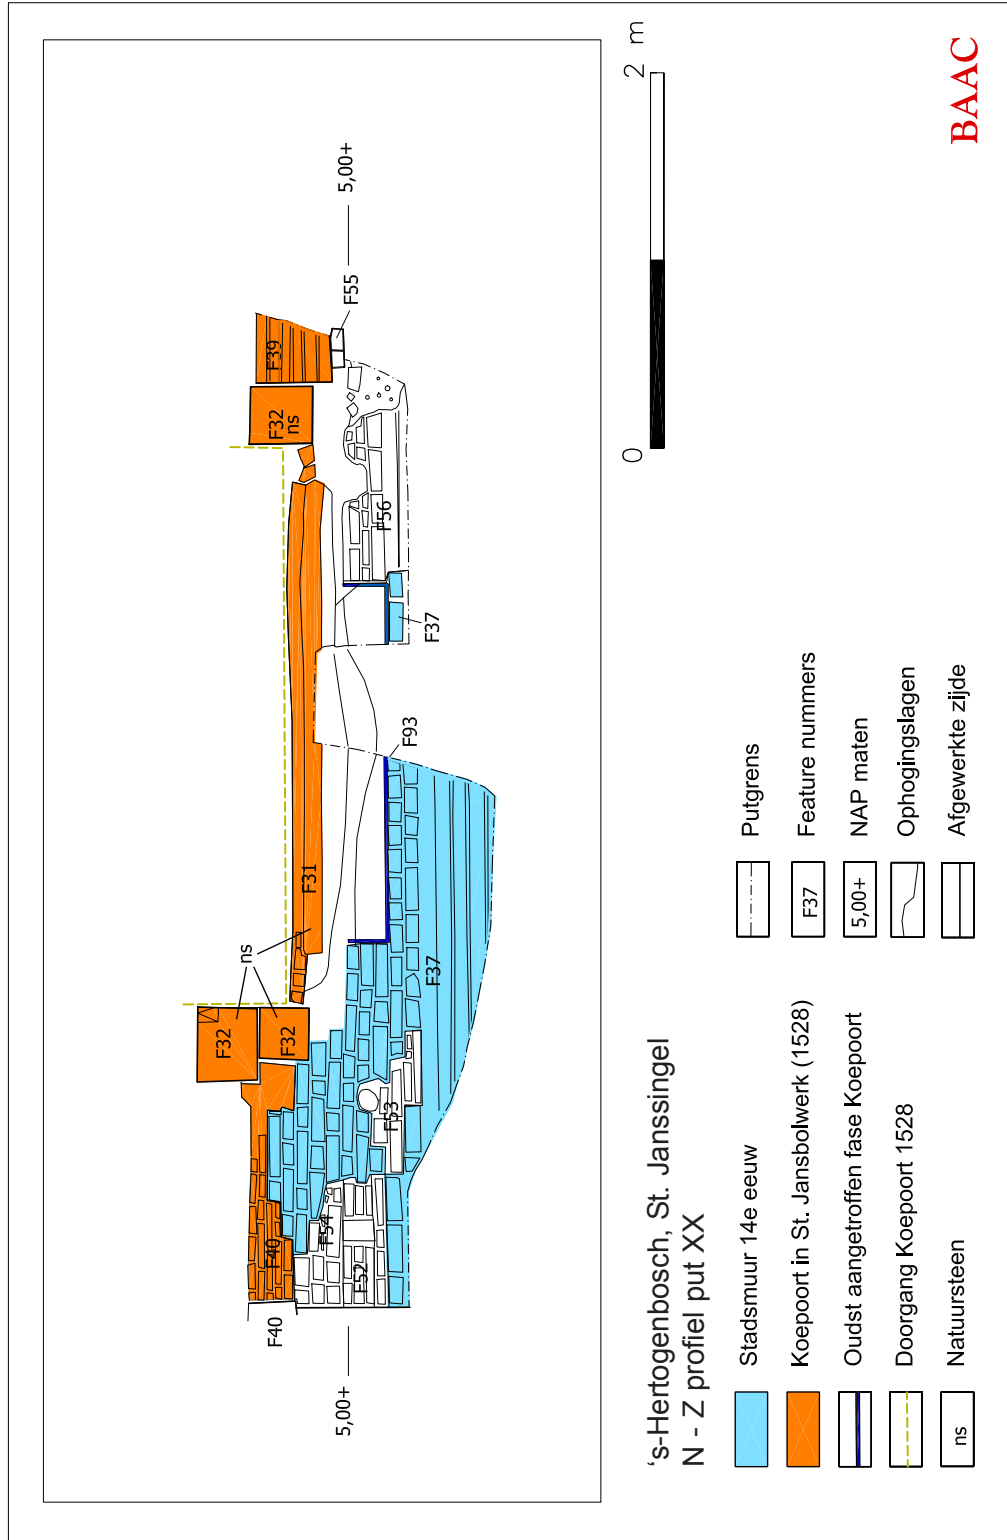 5,00+
F40
F40
F52
F54
F53
F32
F32
ns
F31
F37
F93
F37
F56
F32
ns
F39
F55
5,00+
's-Hertogenbosch, St. Janssingel
N - Z profiel put XX
0
2 m
Stadsmuur 14e eeuw
Koepoort in St. Jansbolwerk (1528)
Oudst aangetroffen fase Koepoort
Doorgang Koepoort 1528
ns Natuursteen
Putgrens
F37 Feature nummers
5,00+ NAP maten
Ophogingslagen
Afgewerkte zijde
BAAC